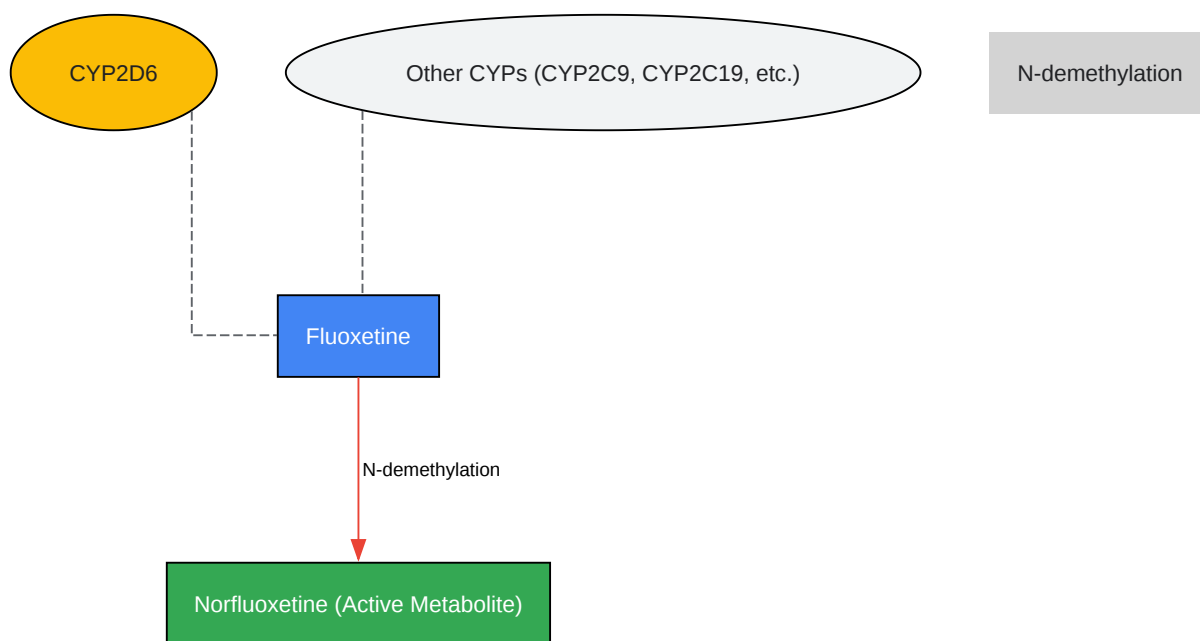 CYP2D6
Other CYPs (CYP2C9, CYP2C19, etc.)
N-demethylation
Fluoxetine
N-demethylation
Norfluoxetine (Active Metabolite)